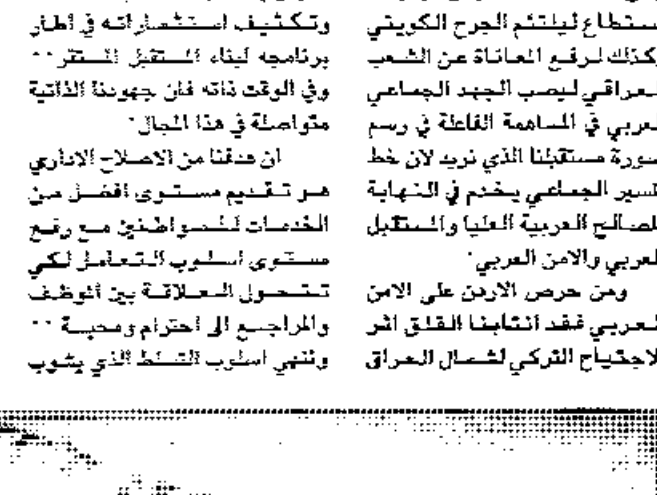 ستطاع ليلتئم الجرح الكويتي
كذلك لرفع المعاناة عن الشعب
لعراقي ليصب الجهد الجماعي
لعربي في المساهمة الفاعلة في رسم
صورة مستقبلنا الذي نريد لان خط
لسير الجماعي يخدم في النهاية
لمصالح العربية العليا والمستقبل
لعربي والامن العربي.
ومن حرص الاردن على الامن
لعربي فقد انتابنا القلق اثر
لاجتياح التركي لشمال العراق
وتكثيف استثماراته في اطار
برنامجه لبناء المستقبل المستقر ..
وفي الوقت ذاته فان جهودنا الذاتية
متواصلة في هذا المجال.
ان هدفنا من الاصلاح الاداري
هو تقديم مستوى افضل من
الخدمات للمواطنين مع رفع
مستوى اسلوب التعامل لكي
تتحول العلاقة بين الموظف
والمراجع الى احترام ومحبة ..
وننهي اسلوب التسلط الذي يشوب